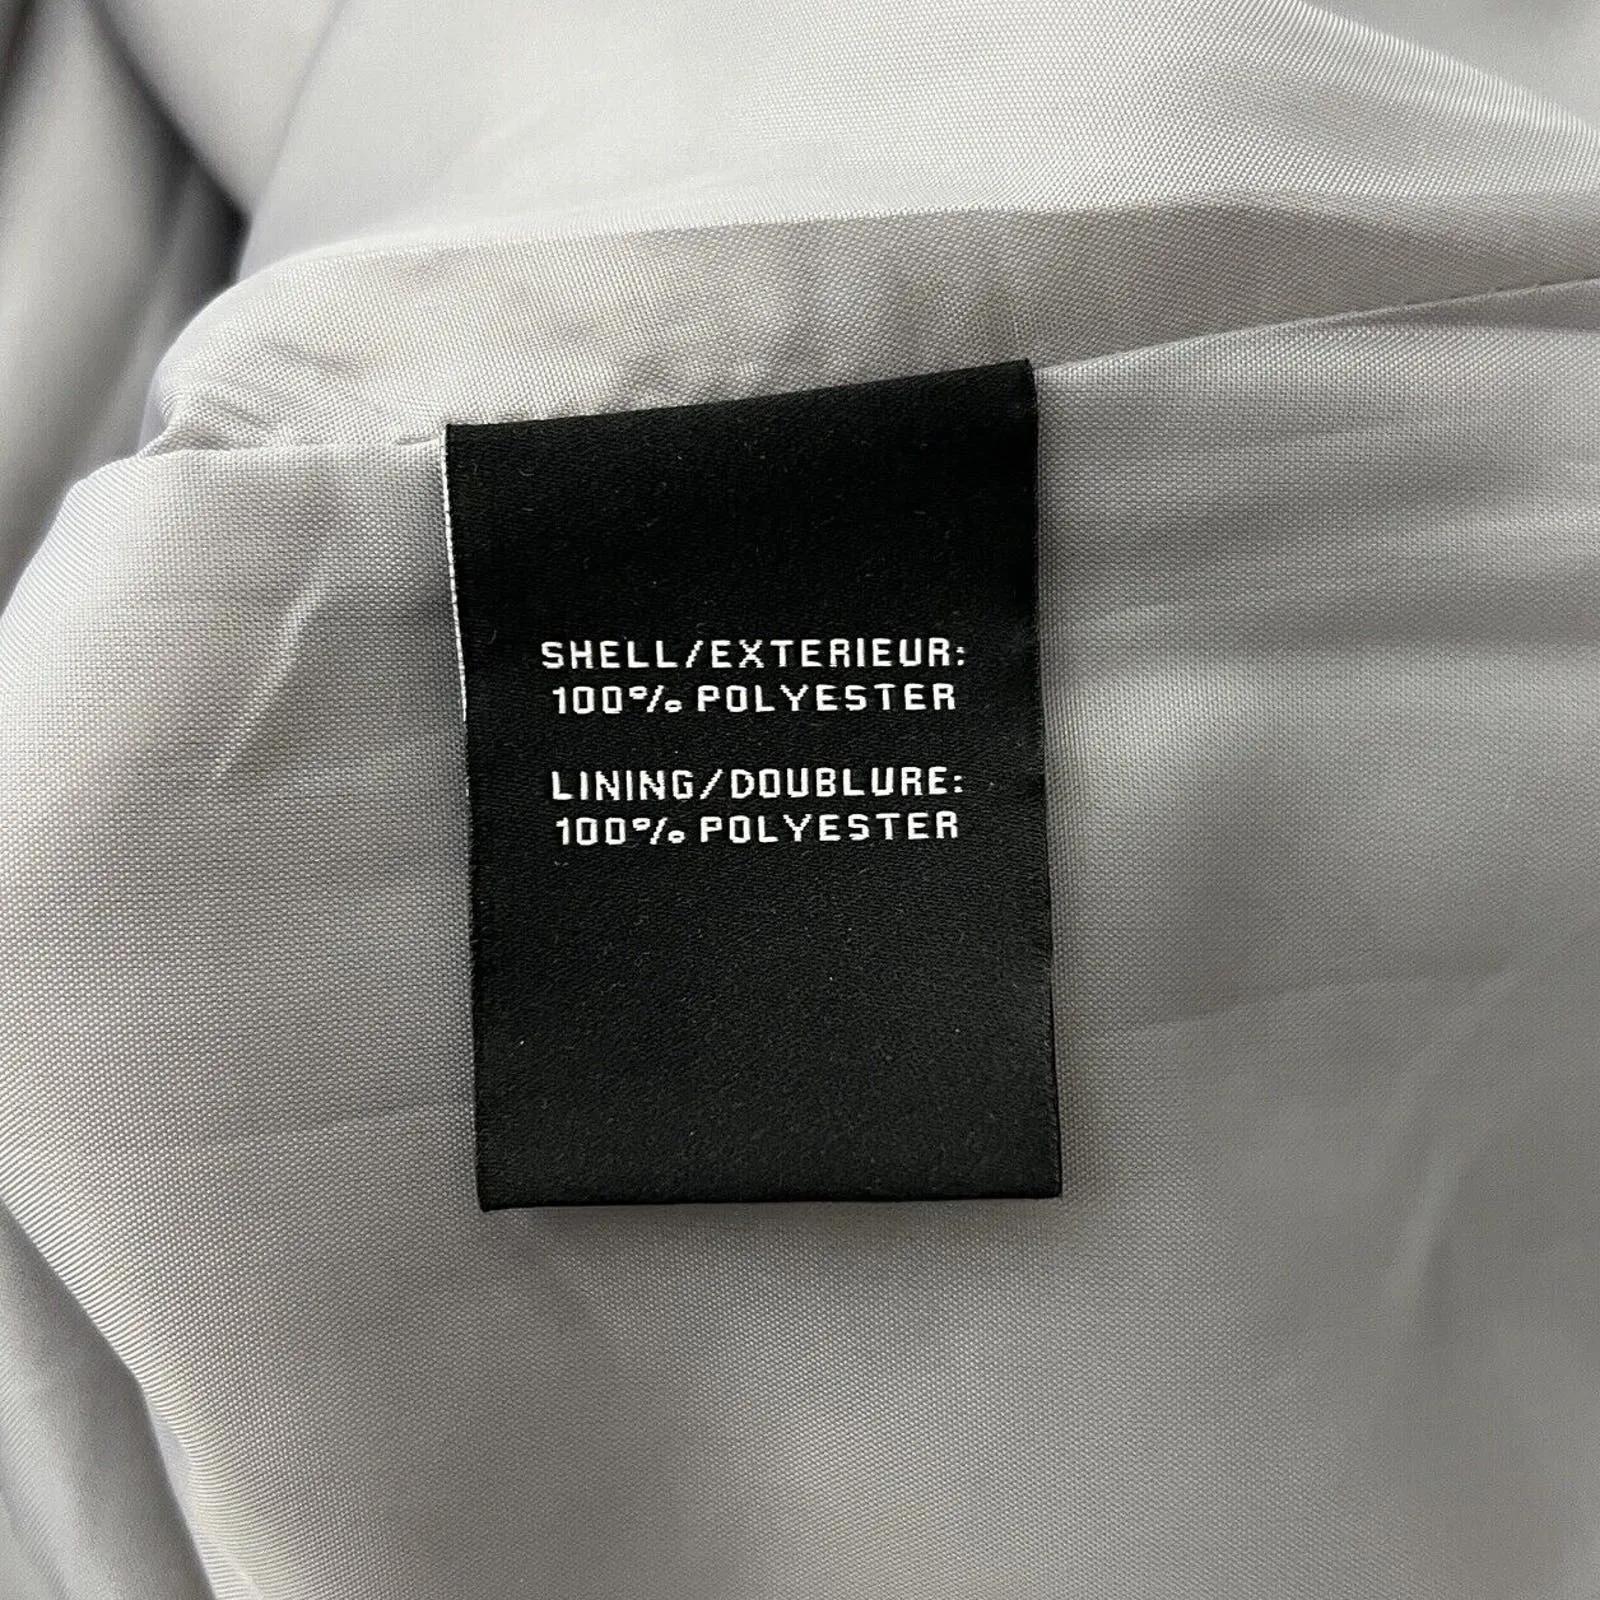 SHELL/EXTERIEUR:
100% POLYESTER
LINING/DOUBLURE:
100% POLYESTER